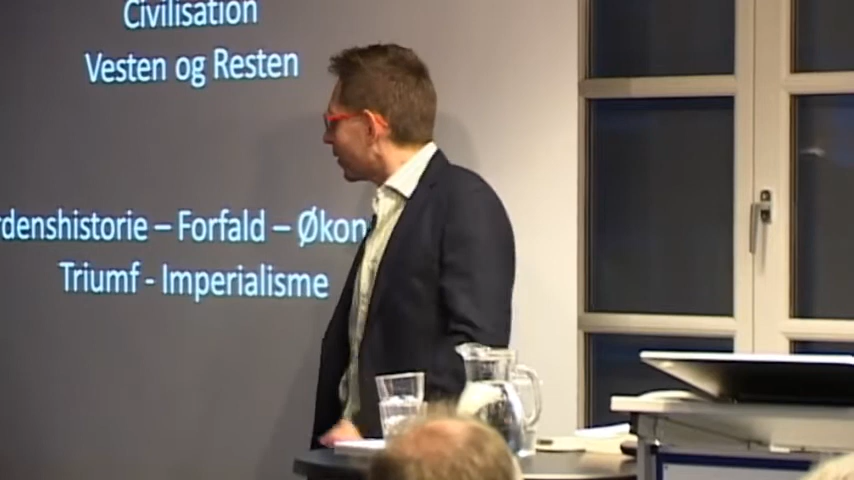 Civilisation
Vesten og Resten
rdenshistorie – Forfald – Økon
Triumf - Imperialisme